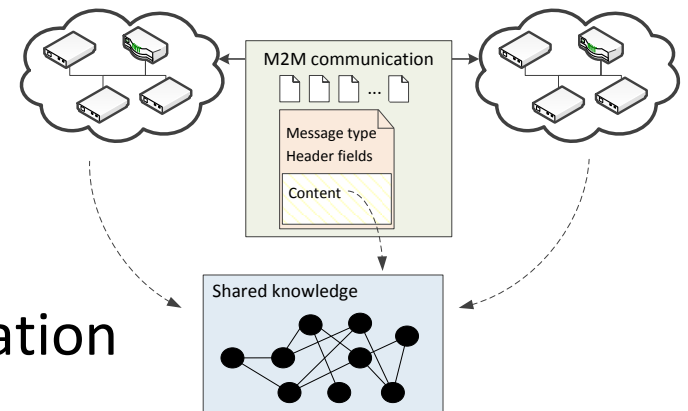 M2M communication
...
Message type
Header fields
Content
Shared knowledge
ation